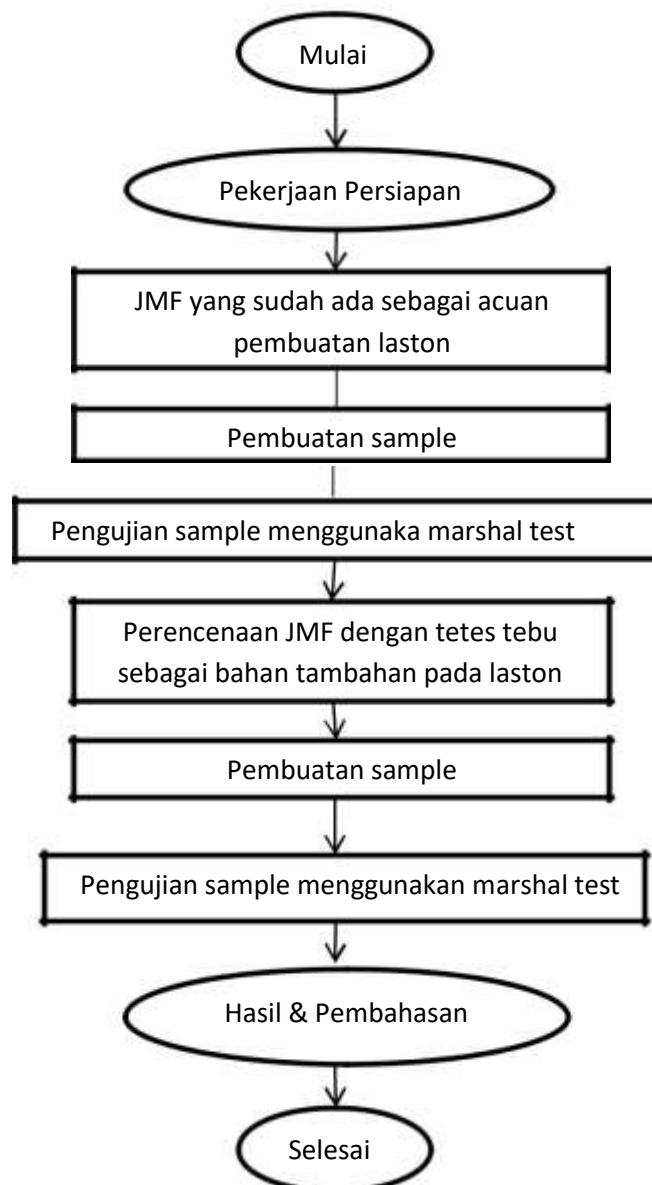 Mulai
Pekerjaan Persiapan
JMF yang sudah ada sebagai acuan
pembuatan laston
Pembuatan sample
Pengujian sample menggunaka marshal test
Perencenaan JMF dengan tetes tebu
sebagai bahan tambahan pada laston
Pembuatan sample
Pengujian sample menggunakan marshal test
Hasil & Pembahasan
Selesai